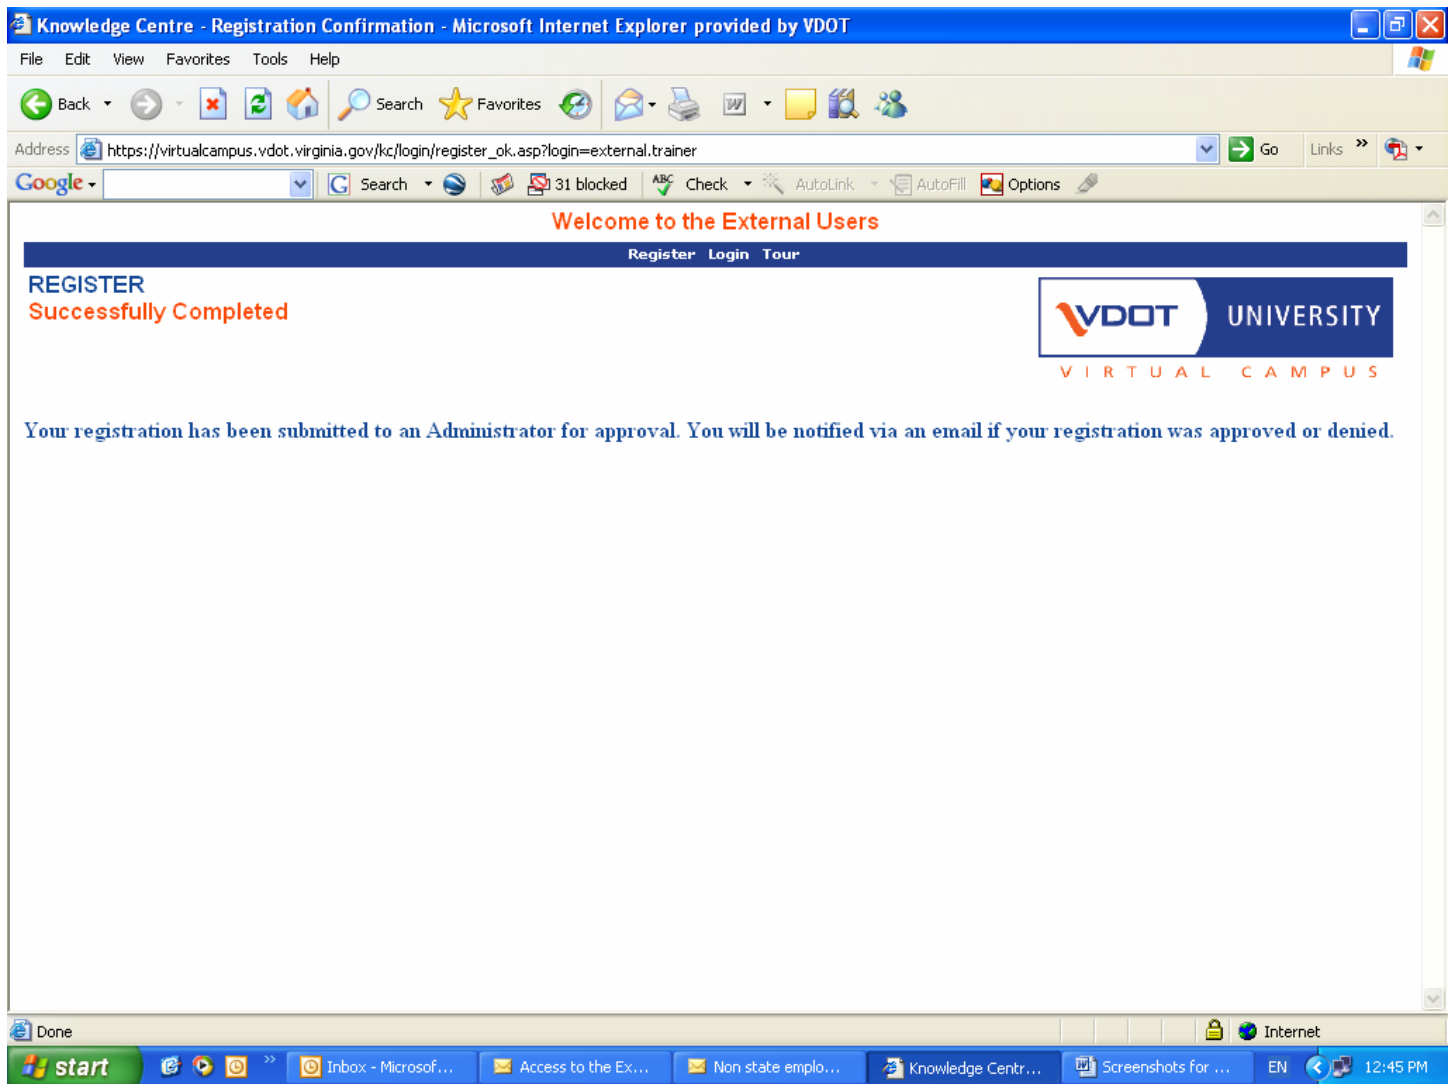 Knowledge Centre - Registration Confirmation - Microsoft Internet Explorer provided by VDOT
File Edit View Favorites Tools Help
Back Search Favorites
Address https://virtualcampus.vdot.virginia.gov/kc/login/register_ok.asp?login=external.trainer Go Links »
Google Search 31 blocked ABC Check AutoLink AutoFill Options
Welcome to the External Users
Register Login Tour
REGISTER
Successfully Completed
VDOT UNIVERSITY
VIRTUAL CAMPUS
Your registration has been submitted to an Administrator for approval. You will be notified via an email if your registration was approved or denied.
Done Internet
start » Inbox - Microsof... Access to the Ex... Non state emplo... Knowledge Centr... Screenshots for ... EN 12:45 PM